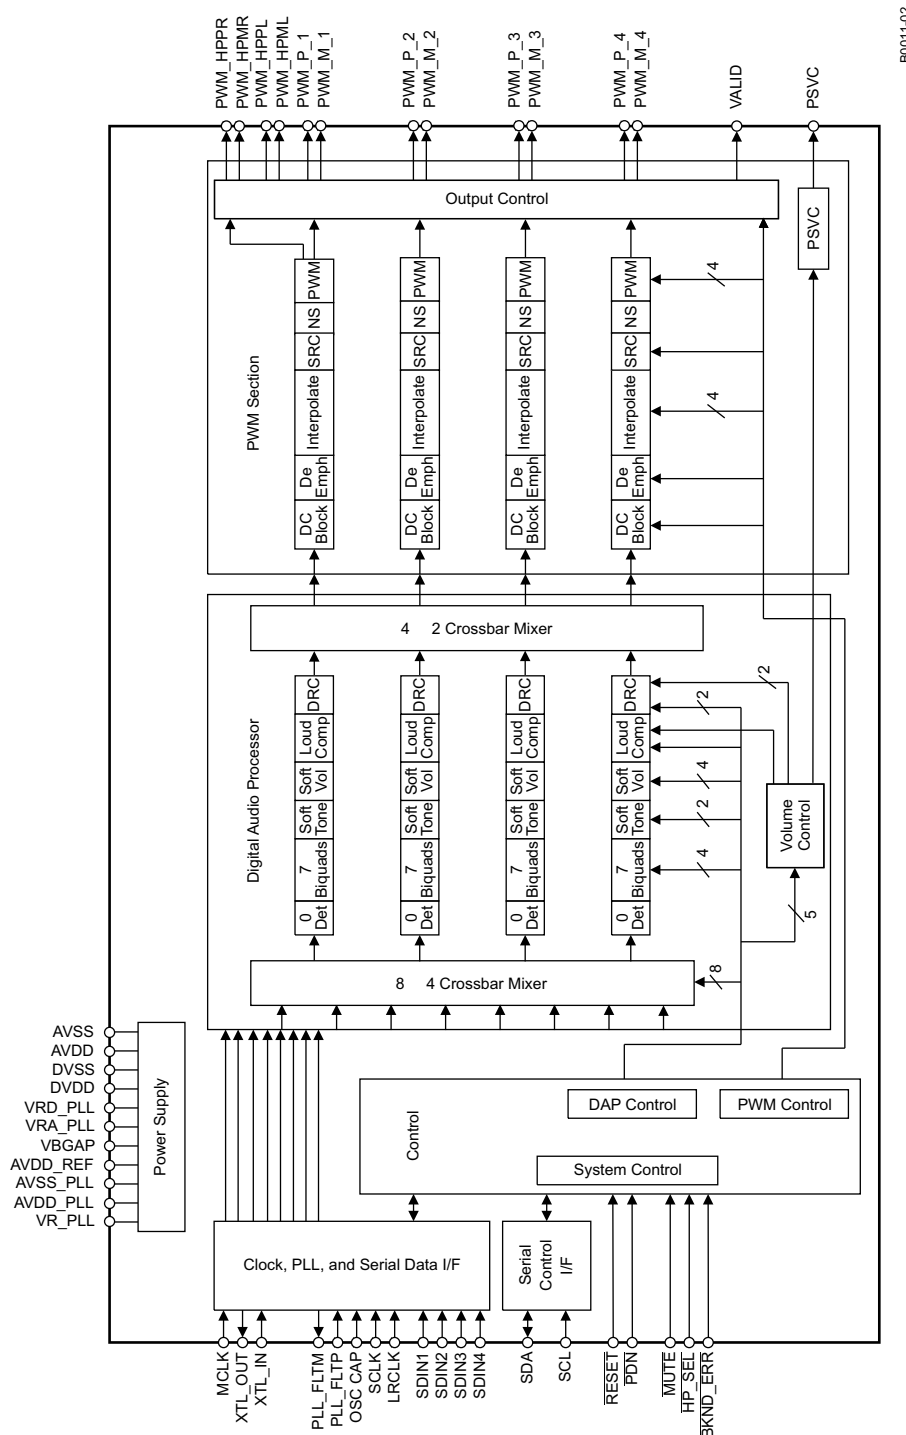 B0011-02
PWM_HPPR
PWM_HPMR
PWM_HPPL
PWM_HPML
PWM_P_1
PWM_M_1
PWM_P_2
PWM_M_2
PWM_P_3
PWM_M_3
PWM_P_4
PWM_M_4
VALID
PSVC
Output Control
PSVC
PWM Section
DC Block
De Emph
Interpolate
SRC
NS
PWM
DC Block
De Emph
Interpolate
SRC
NS
PWM
DC Block
De Emph
Interpolate
SRC
NS
PWM
DC Block
De Emph
Interpolate
SRC
NS
PWM
4
4
4 2 Crossbar Mixer
Digital Audio Processor
0 Det
7 Biquads
Soft Tone
Soft Vol
Loud Comp
DRC
0 Det
7 Biquads
Soft Tone
Soft Vol
Loud Comp
DRC
0 Det
7 Biquads
Soft Tone
Soft Vol
Loud Comp
DRC
0 Det
7 Biquads
Soft Tone
Soft Vol
Loud Comp
DRC
2
2
4
2
4
Volume Control
5
8
8 4 Crossbar Mixer
AVSS
AVDD
DVSS
DVDD
VRD_PLL
VRA_PLL
VBGAP
AVDD_REF
AVSS_PLL
AVDD_PLL
VR_PLL
Power Supply
DAP Control
PWM Control
Control
System Control
Clock, PLL, and Serial Data I/F
Serial Control I/F
MCLK
XTL_OUT
XTL_IN
PLL_FLTM
PLL_FLTP
OSC CAP
SCLK
LRCLK
SDIN1
SDIN2
SDIN3
SDIN4
SDA
SCL
RESET
PDN
MUTE
HP_SEL
BKND_ERR